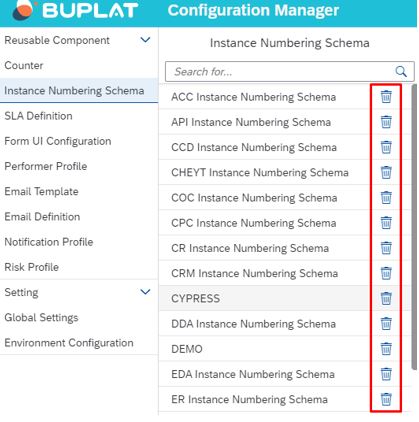 BUPLAT
Configuration Manager
Reusable Component
Counter
Instance Numbering Schema
SLA Definition
Form UI Configuration
Performer Profile
Email Template
Email Definition
Notification Profile
Risk Profile
Setting
Global Settings
Environment Configuration
Instance Numbering Schema
Search for...
ACC Instance Numbering Schema
API Instance Numbering Schema
CCD Instance Numbering Schema
CHEYT Instance Numbering Schema
COC Instance Numbering Schema
CPC Instance Numbering Schema
CR Instance Numbering Schema
CRM Instance Numbering Schema
CYPRESS
DDA Instance Numbering Schema
DEMO
EDA Instance Numbering Schema
ER Instance Numbering Schema